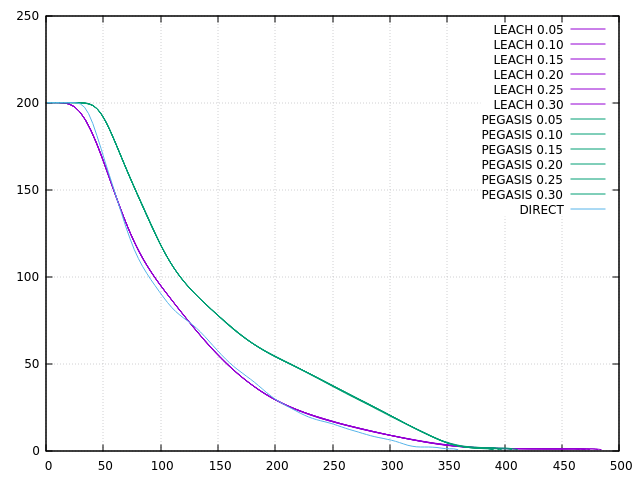 250
200
150
100
50
0
LEACH 0.05
LEACH 0.10
LEACH 0.15
LEACH 0.20
LEACH 0.25
LEACH 0.30
PEGASIS 0.05
PEGASIS 0.10
PEGASIS 0.15
PEGASIS 0.20
PEGASIS 0.25
PEGASIS 0.30
DIRECT
0 50 100 150 200 250 300 350 400 450 500